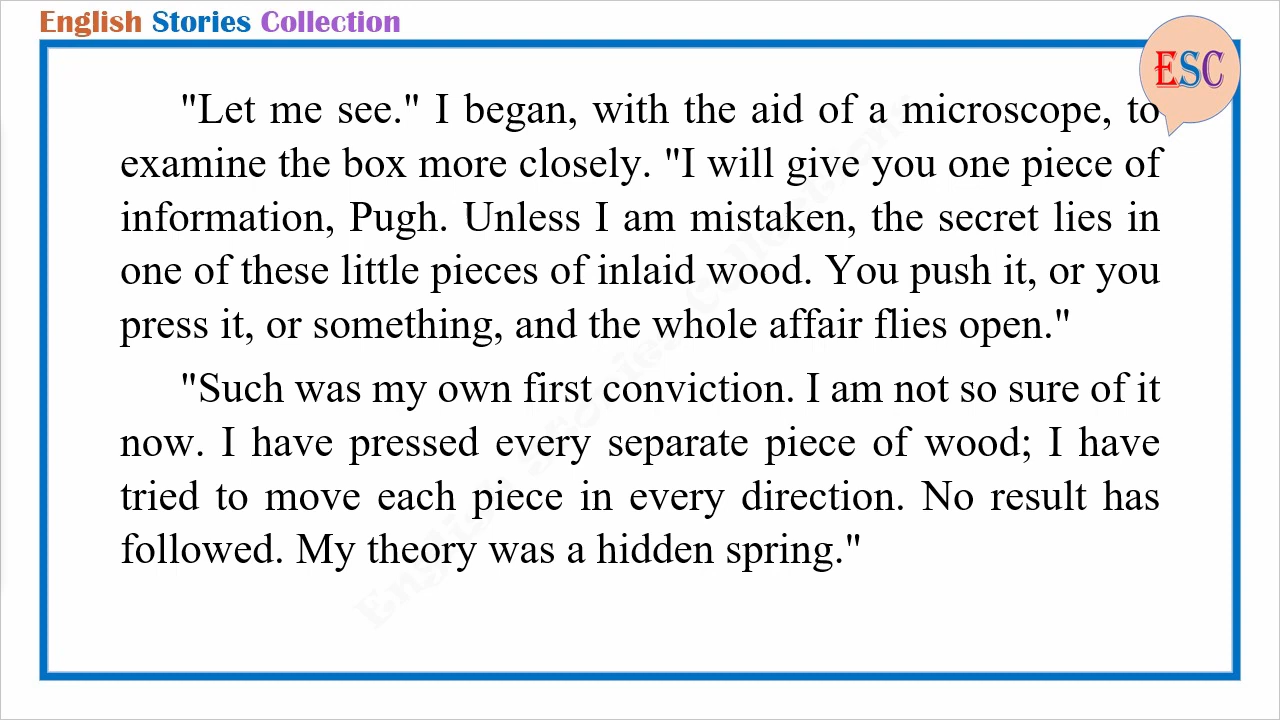 English Stories Collection
ESC
"Let me see." I began, with the aid of a microscope, to
examine the box more closely. "I will give you one piece of
information, Pugh. Unless I am mistaken, the secret lies in
one of these little pieces of inlaid wood. You push it, or you
press it, or something, and the whole affair flies open."
"Such was my own first conviction. I am not so sure of it
now. I have pressed every separate piece of wood; I have
tried to move each piece in every direction. No result has
followed. My theory was a hidden spring."
English Stories Collection